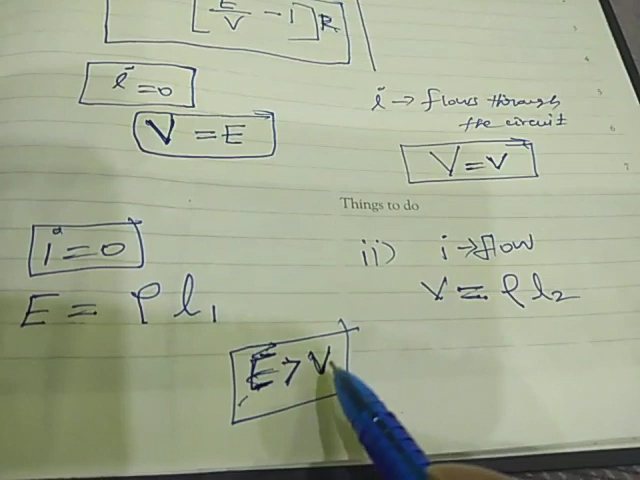 [E/V - 1] R
i = 0
V = E
i → flows through
the circuit
V = V
Things to do
i = 0
E = ρ l₁
ii) i → flow
V = ρ l₂
E > V